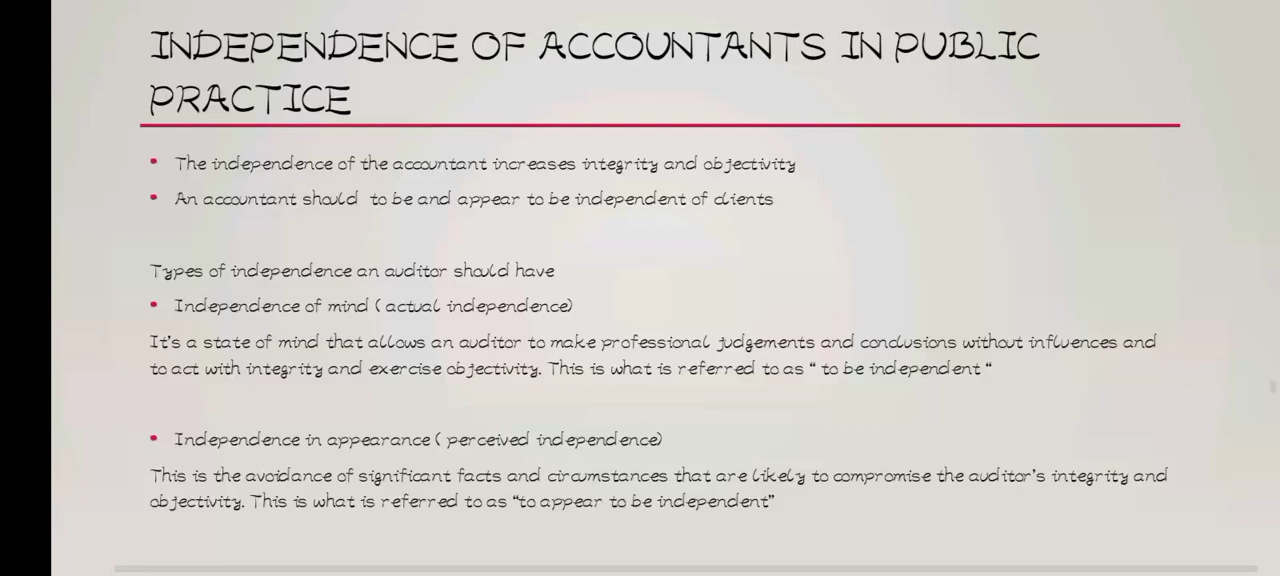 INDEPENDENCE OF ACCOUNTANTS IN PUBLIC
PRACTICE
• The independence of the accountant increases integrity and objectivity
• An accountant should to be and appear to be independent of clients
Types of independence an auditor should have
• Independence of mind ( actual independence)
It's a state of mind that allows an auditor to make professional judgements and conclusions without influences and
to act with integrity and exercise objectivity. This is what is referred to as “ to be independent “
• Independence in appearance ( perceived independence)
This is the avoidance of significant facts and circumstances that are likely to compromise the auditor's integrity and
objectivity. This is what is referred to as “to appear to be independent”